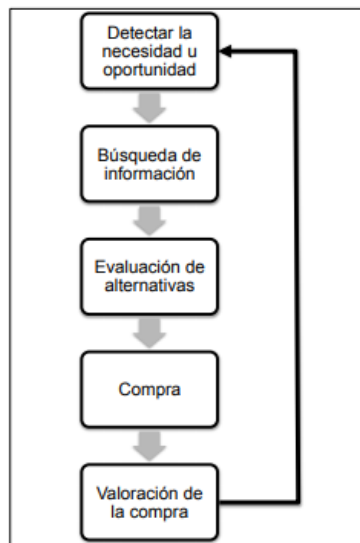 Detectar la
necesidad u
oportunidad
Búsqueda de
información
Evaluación de
alternativas
Compra
Valoración de
la compra